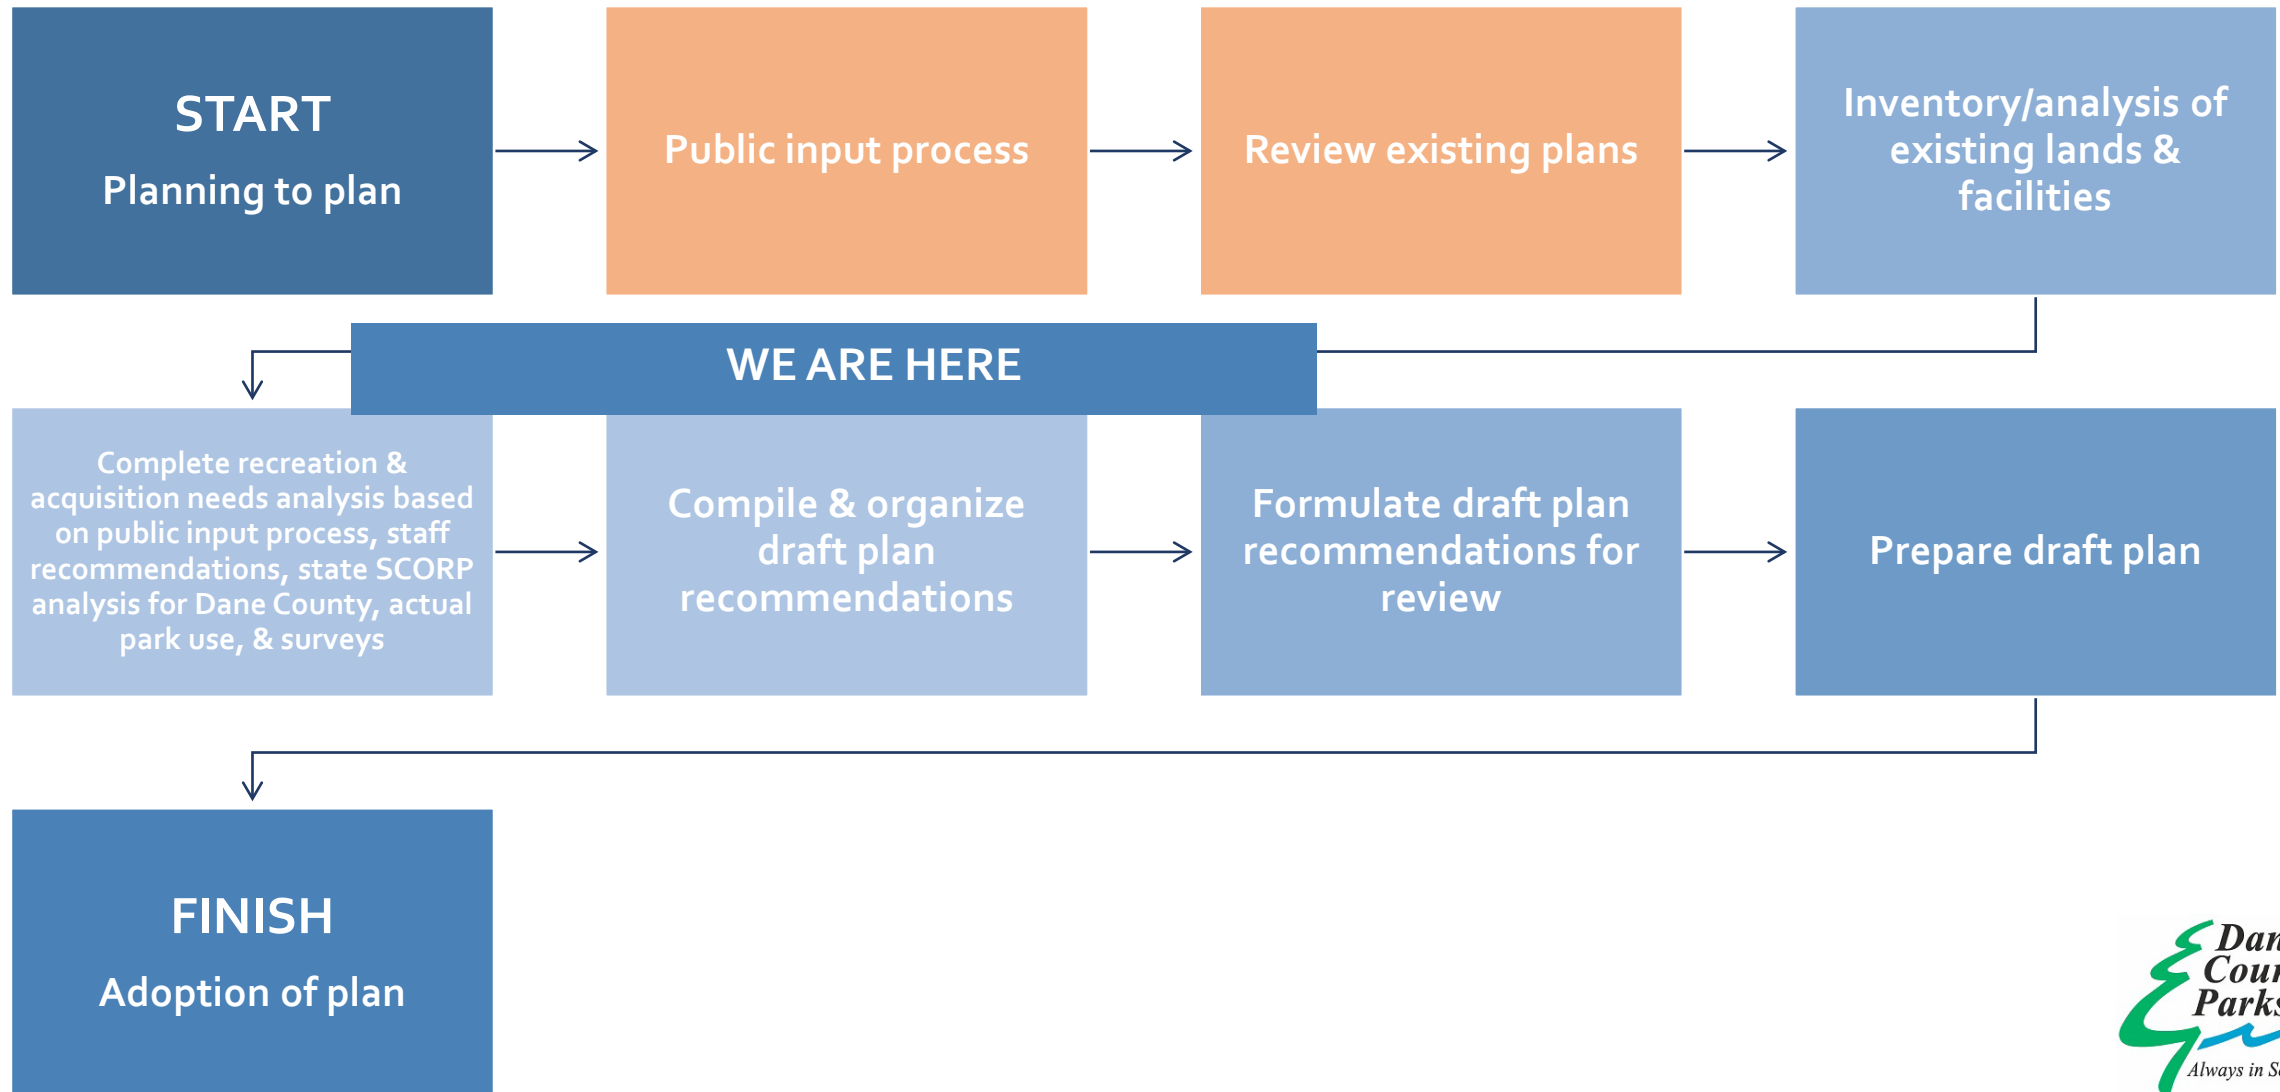 START
Planning to plan
Public input process
Review existing plans
Inventory/analysis of
existing lands &
facilities
WE ARE HERE
Complete recreation &
acquisition needs analysis based
on public input process, staff
recommendations, state SCORP
analysis for Dane County, actual
park use, & surveys
Compile & organize
draft plan
recommendations
Formulate draft plan
recommendations for
review
Prepare draft plan
FINISH
Adoption of plan
Parks
Always in